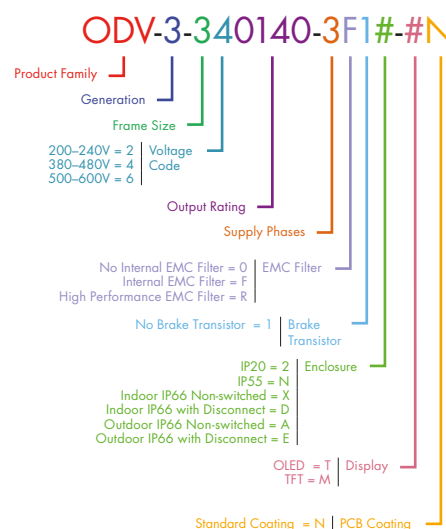 ODV-3-340140-3F1#-#N
Product Family
Generation
Frame Size
200–240V = 2 | Voltage
380–480V = 4 | Code
500–600V = 6
Output Rating
Supply Phases
No Internal EMC Filter = 0 | EMC Filter
Internal EMC Filter = F
High Performance EMC Filter = R
No Brake Transistor = 1 | Brake
Transistor
IP20 = 2 | Enclosure
IP55 = N
Indoor IP66 Non-switched = X
Indoor IP66 with Disconnect = D
Outdoor IP66 Non-switched = A
Outdoor IP66 with Disconnect = E
OLED = T | Display
TFT = M
Standard Coating = N | PCB Coating